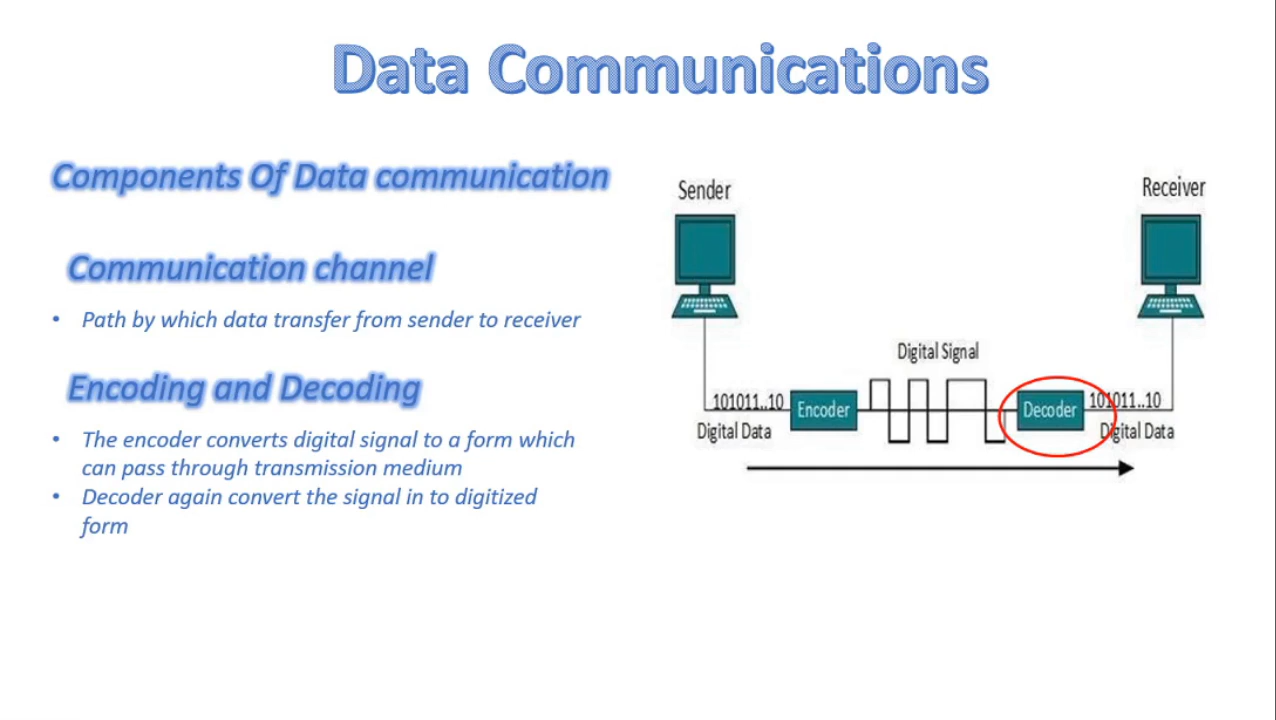 Data Communications
Components Of Data communication
Communication channel
• Path by which data transfer from sender to receiver
Encoding and Decoding
• The encoder converts digital signal to a form which
can pass through transmission medium
• Decoder again convert the signal in to digitized
form
Sender
Receiver
Digital Signal
101011..10
Encoder
Decoder
101011..10
Digital Data
Digital Data